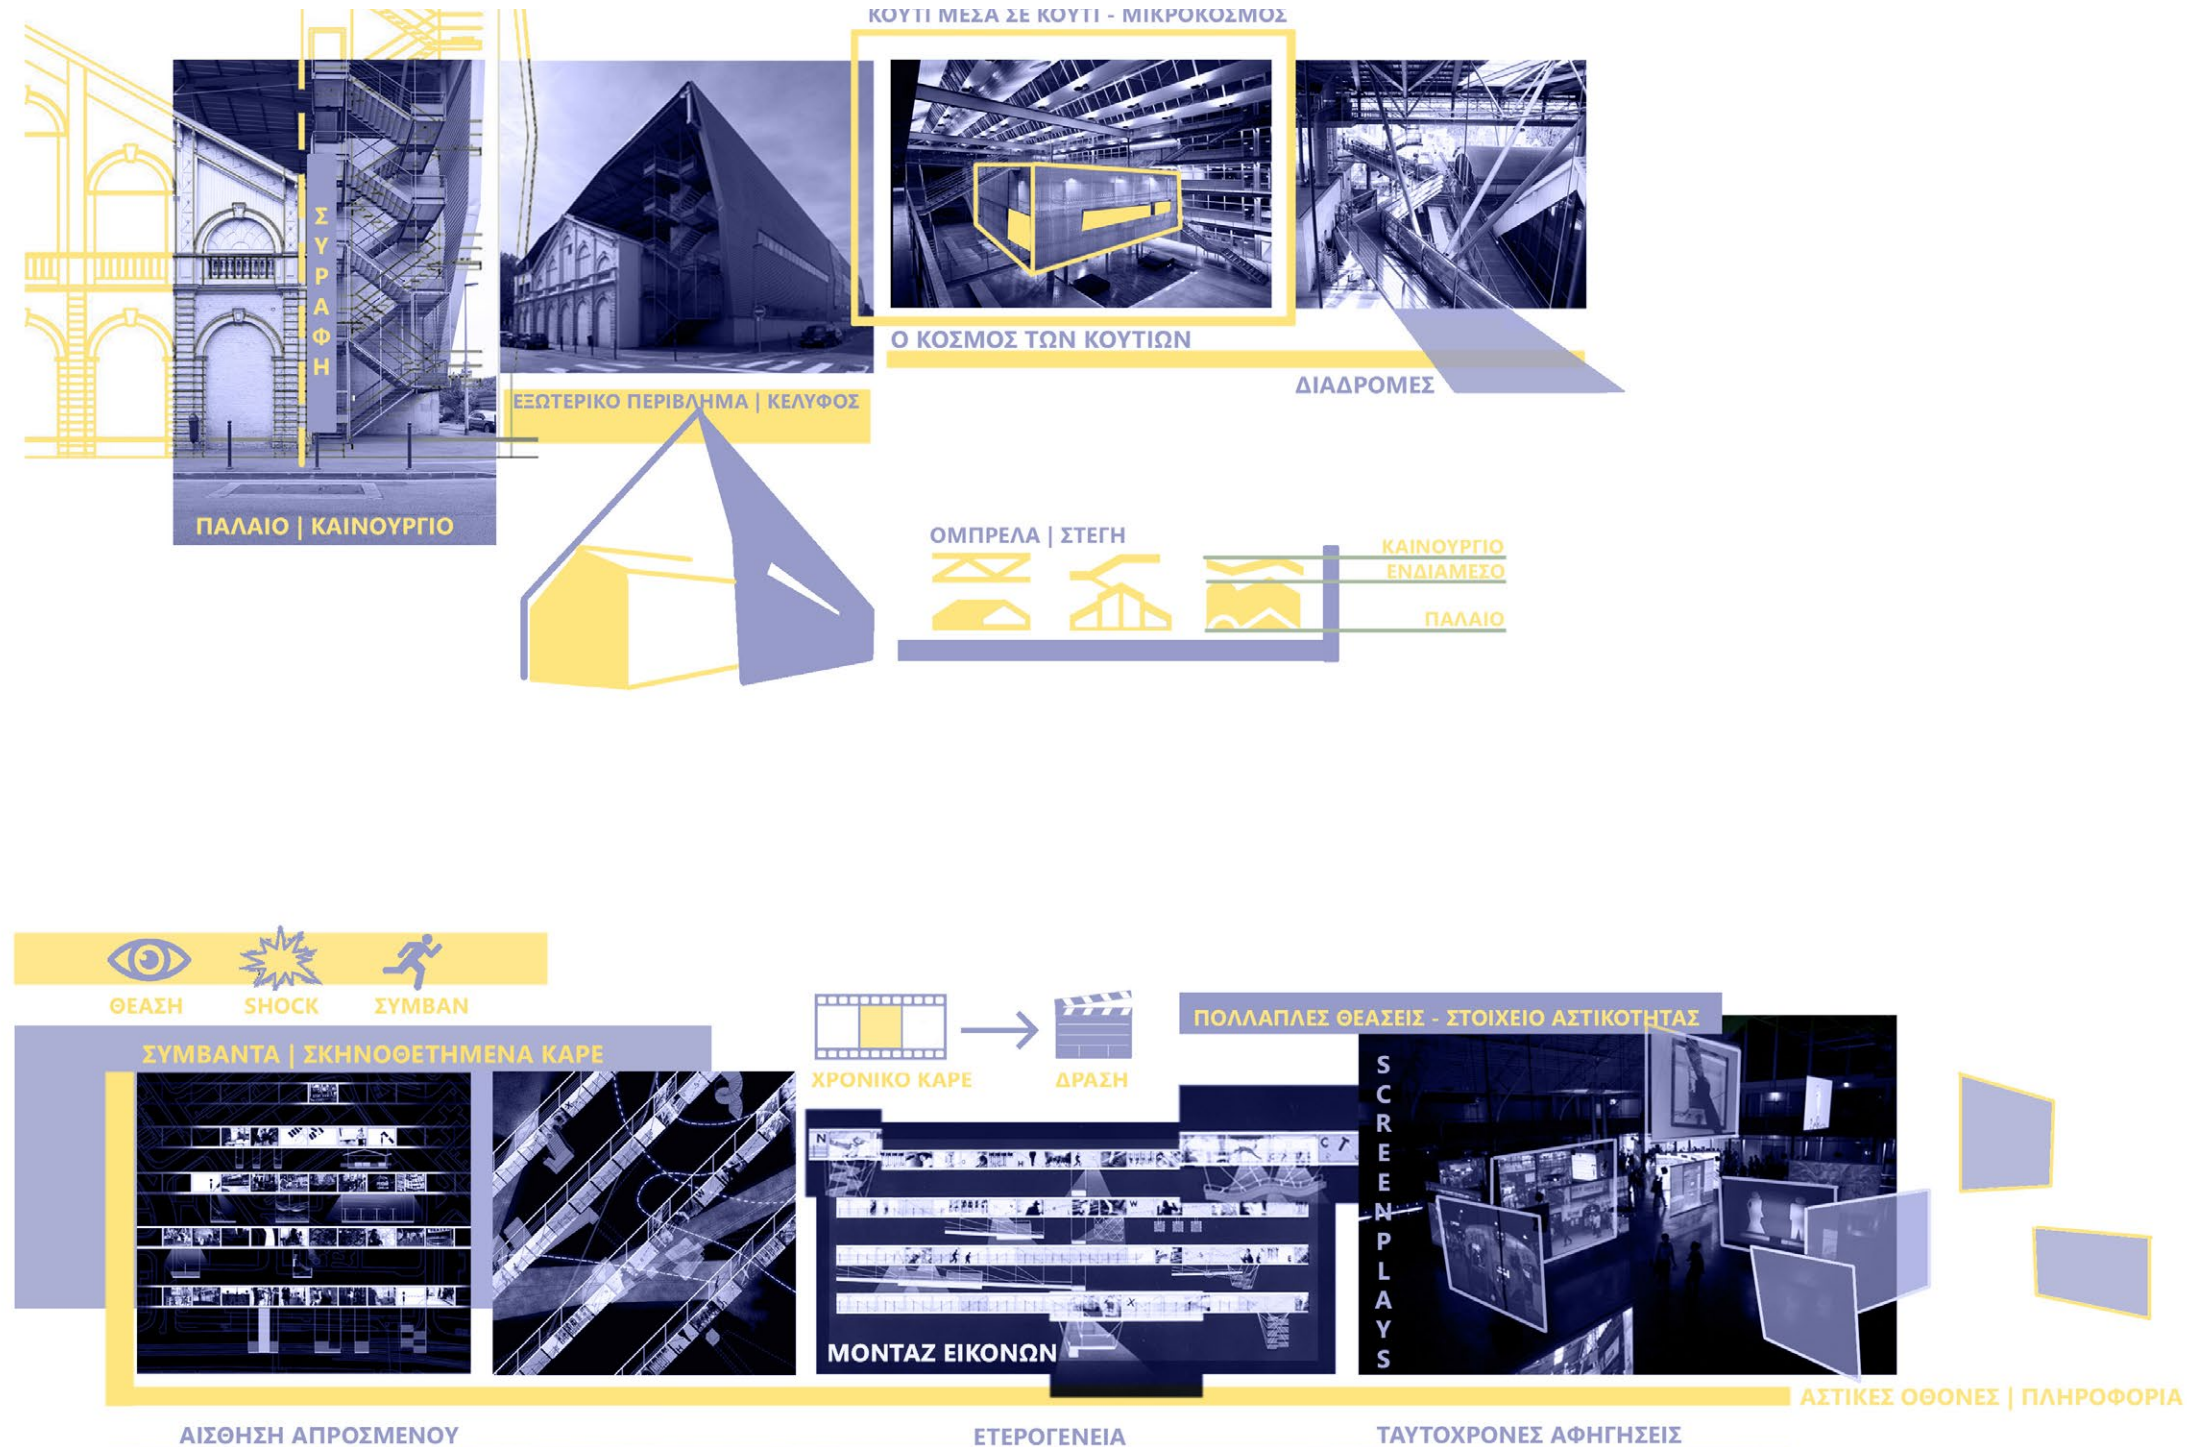 ΚΟΥΤΙ ΜΕΣΑ ΣΕ ΚΟΥΤΙ - ΜΙΚΡΟΚΟΣΜΟΣ
ΣΥΡΑΦΗ
Ο ΚΟΣΜΟΣ ΤΩΝ ΚΟΥΤΙΩΝ
ΔΙΑΔΡΟΜΕΣ
ΕΞΩΤΕΡΙΚΟ ΠΕΡΙΒΛΗΜΑ | ΚΕΛΥΦΟΣ
ΠΑΛΑΙΟ | ΚΑΙΝΟΥΡΓΙΟ
ΟΜΠΡΕΛΑ | ΣΤΕΓΗ
ΚΑΙΝΟΥΡΓΙΟ
ΕΝΔΙΑΜΕΣΟ
ΠΑΛΑΙΟ
ΘΕΑΣΗ
SHOCK
ΣΥΜΒΑΝ
ΣΥΜΒΑΝΤΑ | ΣΚΗΝΟΘΕΤΗΜΕΝΑ ΚΑΡΕ
ΧΡΟΝΙΚΟ ΚΑΡΕ
ΔΡΑΣΗ
ΠΟΛΛΑΠΛΕΣ ΘΕΑΣΕΙΣ - ΣΤΟΙΧΕΙΟ ΑΣΤΙΚΟΤΗΤΑΣ
SCREENPLAYS
ΜΟΝΤΑΖ ΕΙΚΟΝΩΝ
ΑΣΤΙΚΕΣ ΟΘΟΝΕΣ | ΠΛΗΡΟΦΟΡΙΑ
ΑΙΣΘΗΣΗ ΑΠΡΟΣΜΕΝΟΥ
ΕΤΕΡΟΓΕΝΕΙΑ
ΤΑΥΤΟΧΡΟΝΕΣ ΑΦΗΓΗΣΕΙΣ